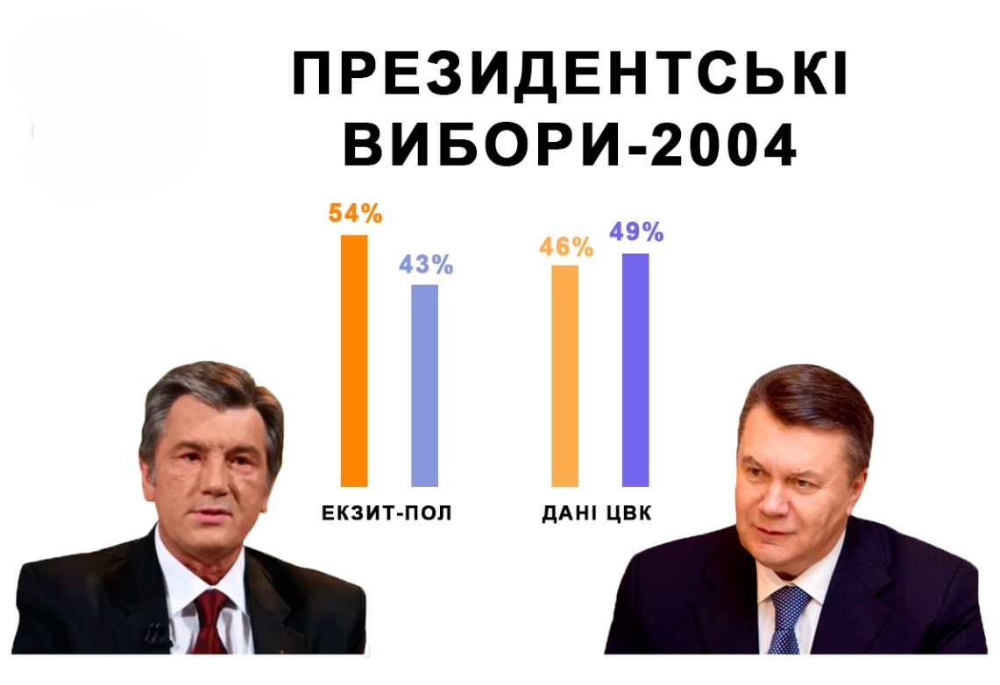 ПРЕЗИДЕНТСЬКІ
ВИБОРИ-2004
54%
43%
46%
49%
ЕКЗИТ-ПОЛ
ДАНІ ЦВК